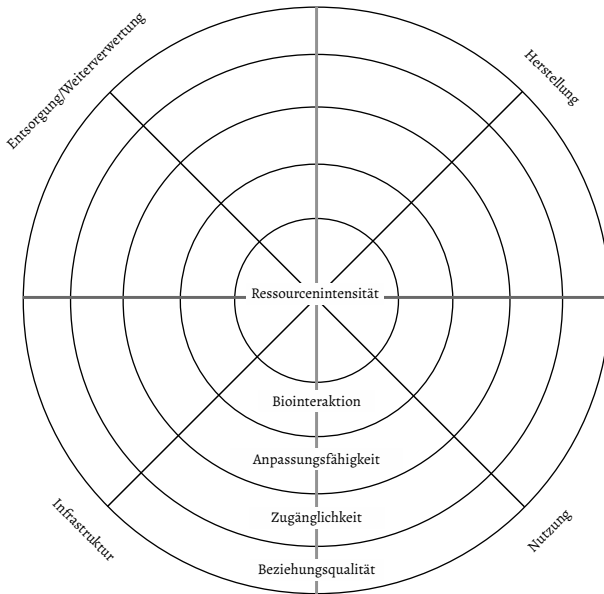 Entsorgung/Weiterverwertung
Herstellung
Ressourcenintensität
Biointeraktion
Anpassungsfähigkeit
Zugänglichkeit
Infrastruktur
Nutzung
Beziehungsqualität